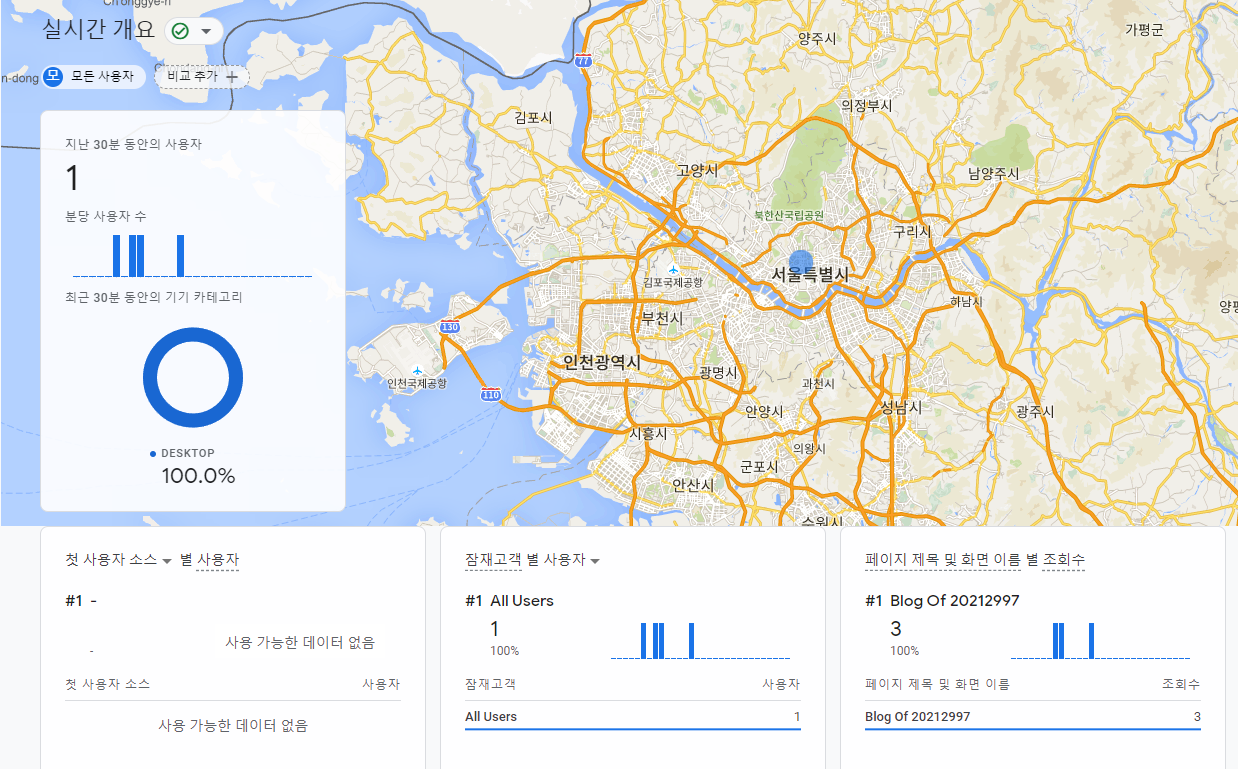 Ch'onggye-ri
실시간 개요
n-dong
모 모든 사용자
비교 추가
지난 30분 동안의 사용자
1
분당 사용자 수
최근 30분 동안의 기기 카테고리
DESKTOP
100.0%
77
양주시
가평군
김포시
의정부시
고양시
남양주시
북한산국립공원
구리시
서울특별시
김포국제공항
하남시
부천시
130
인천광역시
광명시
과천시
인천국제공항
110
안양시
성남시
광주시
시흥시
의왕시
군포시
안산시
수원시
첫 사용자 소스 별 사용자
#1 -
-
사용 가능한 데이터 없음
첫 사용자 소스 사용자
사용 가능한 데이터 없음
잠재고객 별 사용자
#1 All Users
1
100%
잠재고객 사용자
All Users 1
페이지 제목 및 화면 이름 별 조회수
#1 Blog Of 20212997
3
100%
페이지 제목 및 화면 이름 조회수
Blog Of 20212997 3